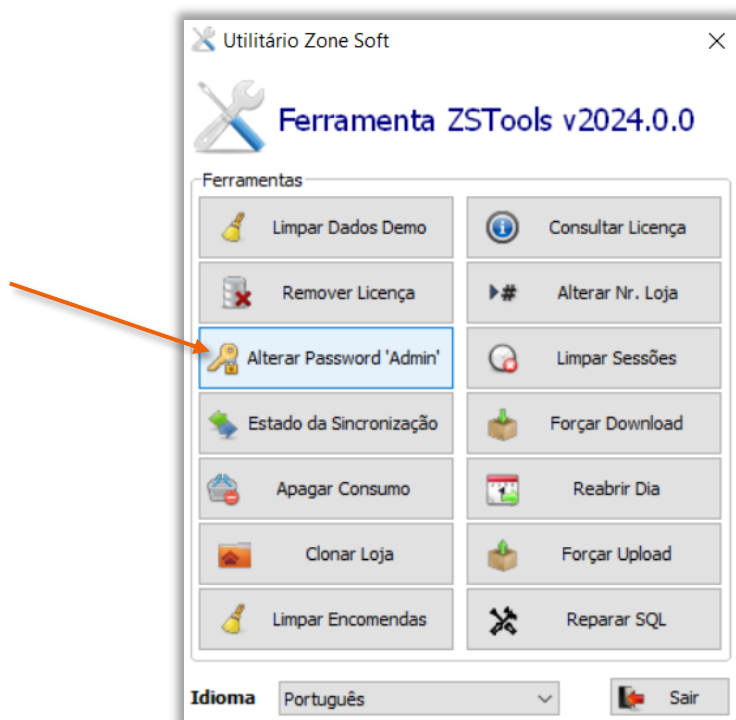 Utilitário Zone Soft
Ferramenta ZSTools v2024.0.0
Ferramentas
Limpar Dados Demo
Consultar Licença
Remover Licença
Alterar Nr. Loja
Alterar Password 'Admin'
Limpar Sessões
Estado da Sincronização
Forçar Download
Apagar Consumo
Reabrir Dia
Clonar Loja
Forçar Upload
Limpar Encomendas
Reparar SQL
Idioma
Português
Sair